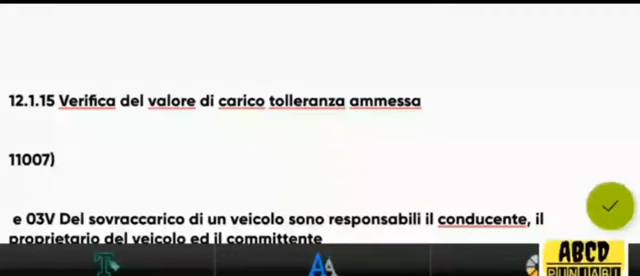 12.1.15 Verifica del valore di carico tolleranza ammessa
11007)
e 03V Del sovraccarico di un veicolo sono responsabili il conducente, il
proprietario del veicolo ed il committente
ABCD
PUNJABI